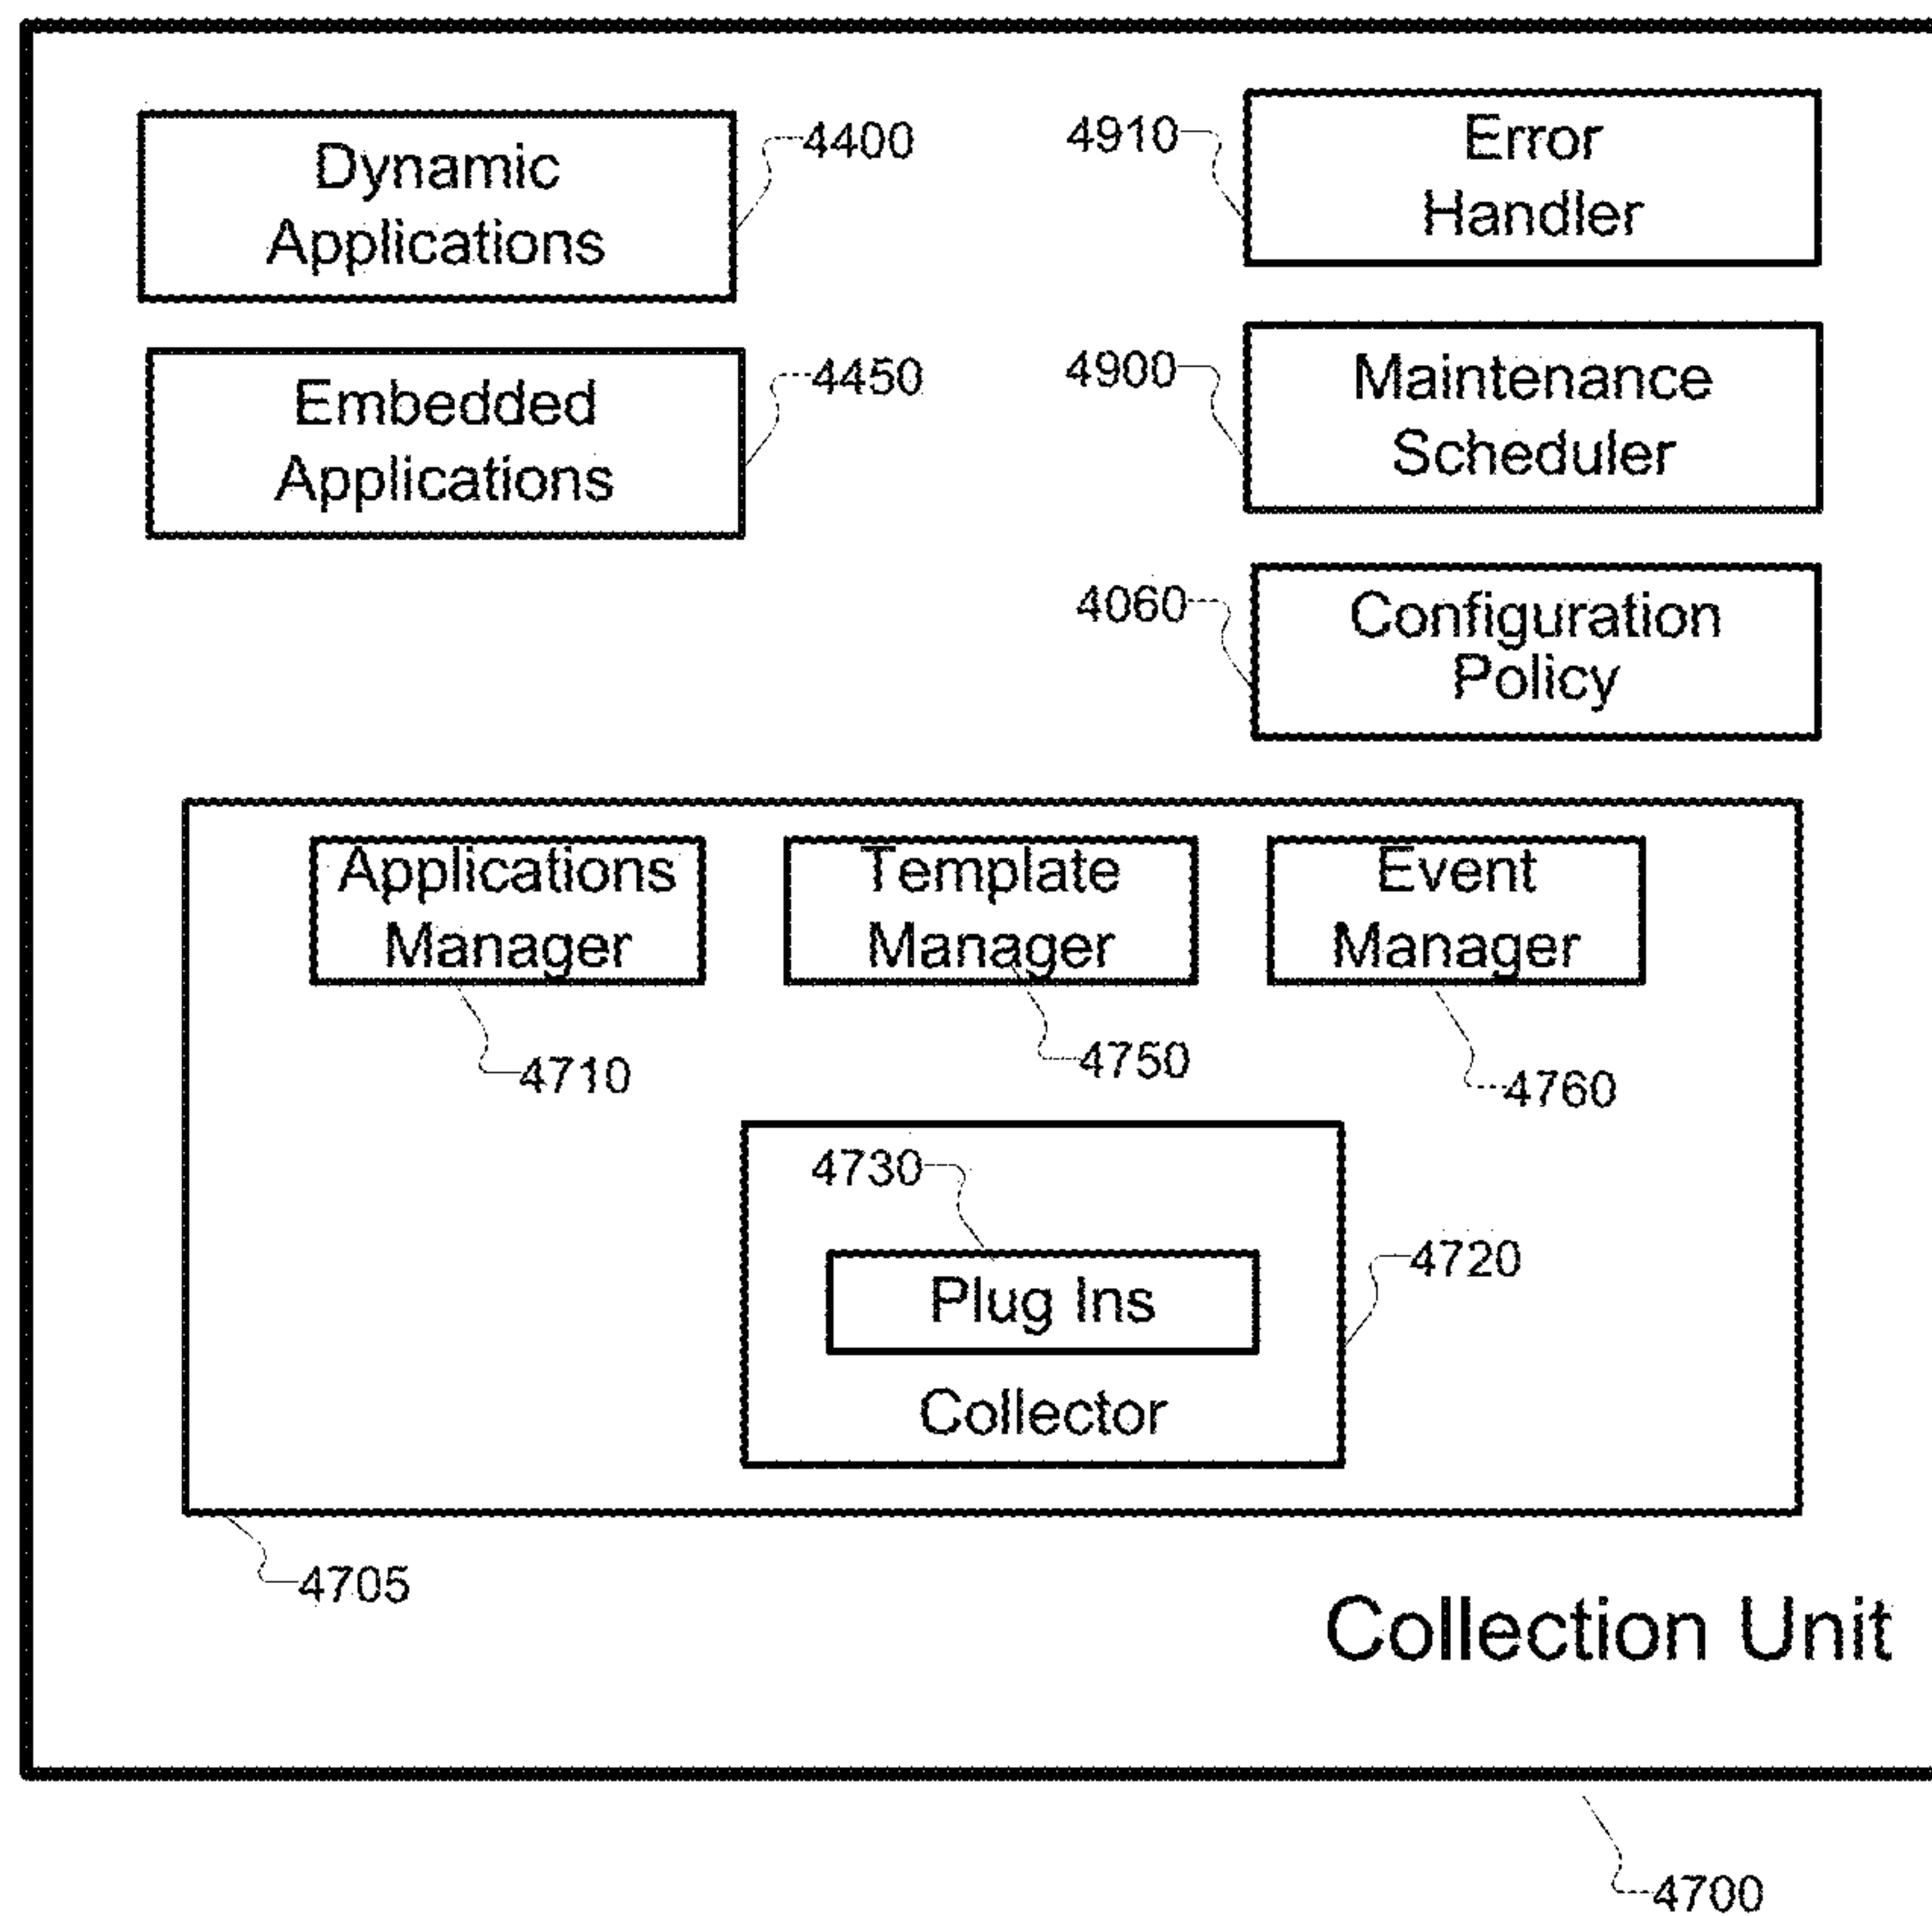 Dynamic
Applications
4400
4910
Error
Handler
Embedded
Applications
4450
4900
Maintenance
Scheduler
4060
Configuration
Policy
Applications
Manager
Template
Manager
Event
Manager
4710
4750
4760
4730
Plug Ins
Collector
4720
4705
Collection Unit
4700